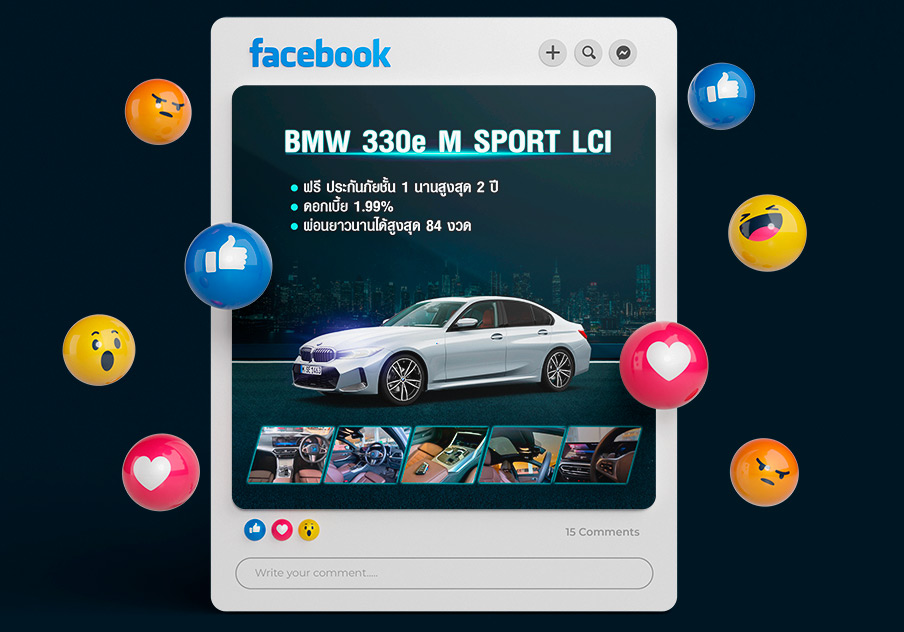 facebook
BMW 330e M SPORT LCI
ฟรี ประกันภัยชั้น 1 นานสูงสุด 2 ปี
ดอกเบี้ย 1.99%
ผ่อนยาวนานได้สูงสุด 84 งวด
15 Comments
Write your comment.....